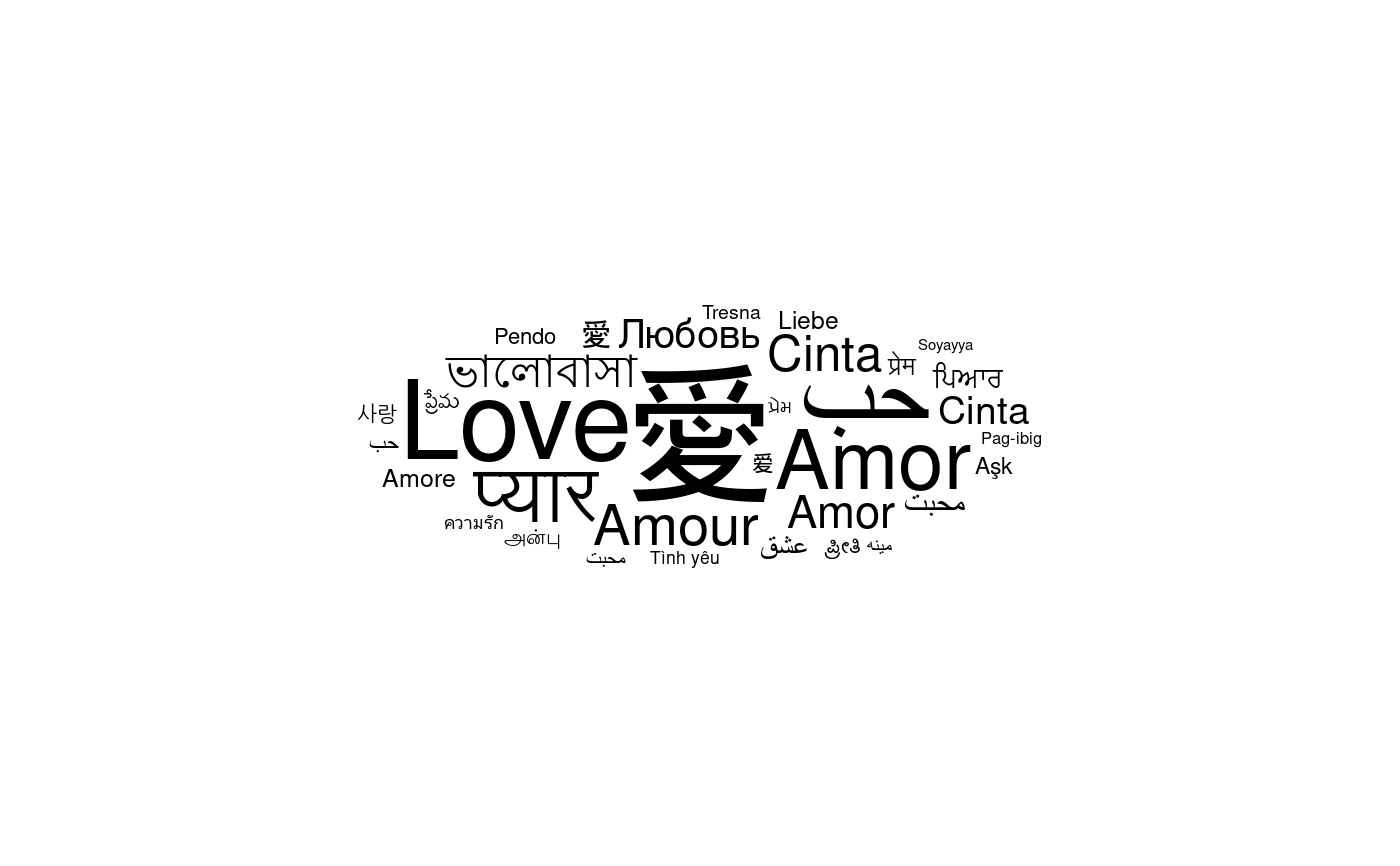 Tresna
Liebe
Pendo
愛
Любовь
Cinta
Soyayya
प्रेम
ভালোবাসা
ਪਿਆਰ
Love
ప్రేమ
愛
પ્રેમ
حب
Cinta
사랑
حب
Amor
Pag-ibig
爱
Aşk
Amore
प्यार
محبت
Amor
ความรัก
Amour
அன்பு
عشق
ಪ್ರೀತಿ
مينه
محبت
Tình yêu